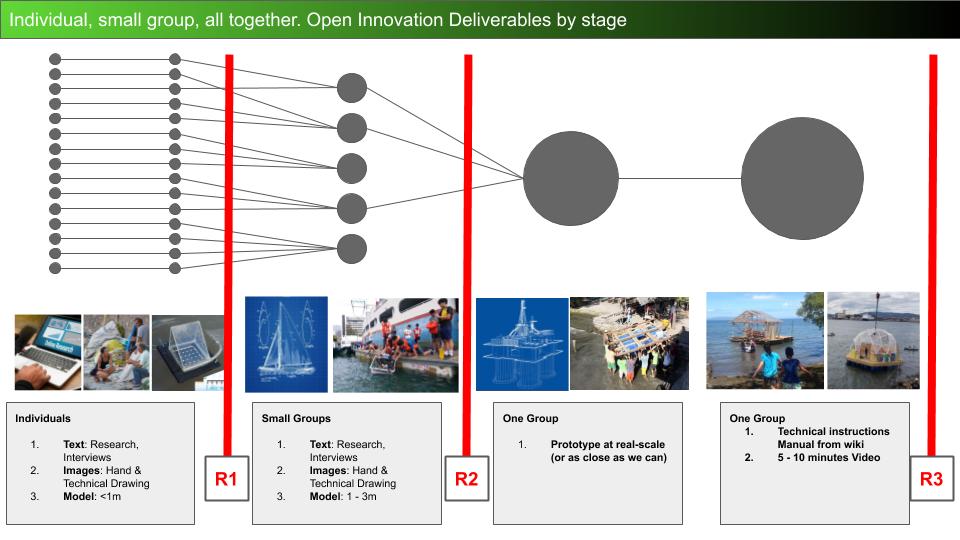 Individual, small group, all together. Open Innovation Deliverables by stage
Online Research
Individuals
1. Text: Research,
Interviews
2. Images: Hand &
Technical Drawing
3. Model: <1m
R1
Small Groups
1. Text: Research,
Interviews
2. Images: Hand &
Technical Drawing
3. Model: 1 - 3m
R2
One Group
1. Prototype at real-scale
(or as close as we can)
One Group
1. Technical instructions
Manual from wiki
2. 5 - 10 minutes Video
R3